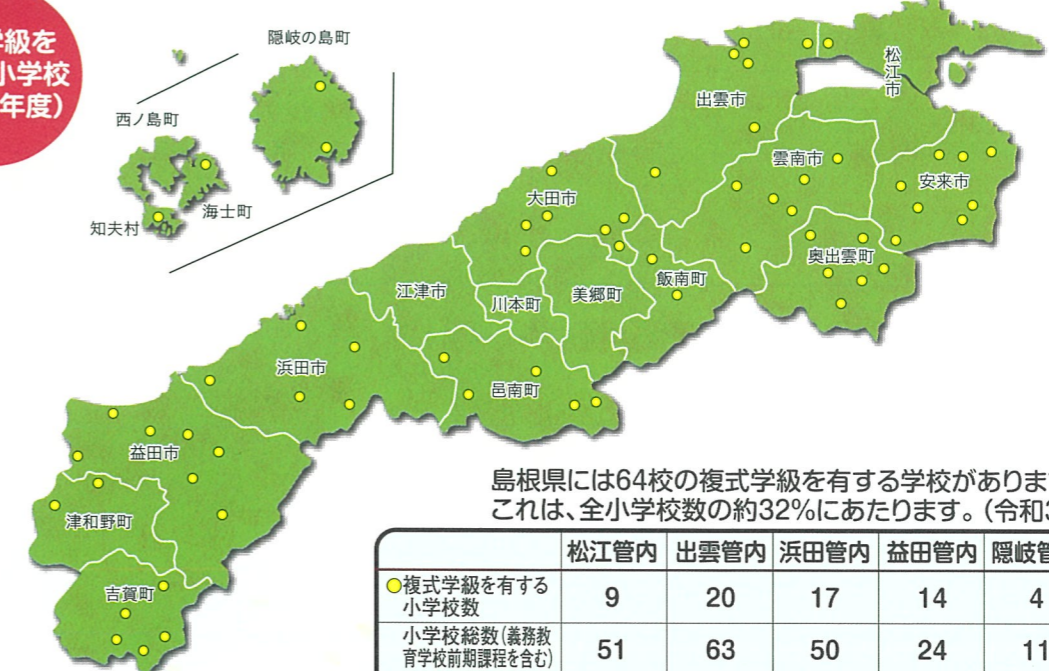 学級を
小学校
年度）
隠岐の島町
西ノ島町
海士町
知夫村
松江市
出雲市
雲南市
安来市
大田市
奥出雲町
飯南町
美郷町
川本町
江津市
浜田市
邑南町
益田市
津和野町
吉賀町
島根県には64校の複式学級を有する学校がありま
これは、全小学校数の約32%にあたります。（令和3
松江管内 出雲管内 浜田管内 益田管内 隠岐管
複式学級を有する
小学校数 9 20 17 14 4
小学校総数（義務教
育学校前期課程を含む） 51 63 50 24 11